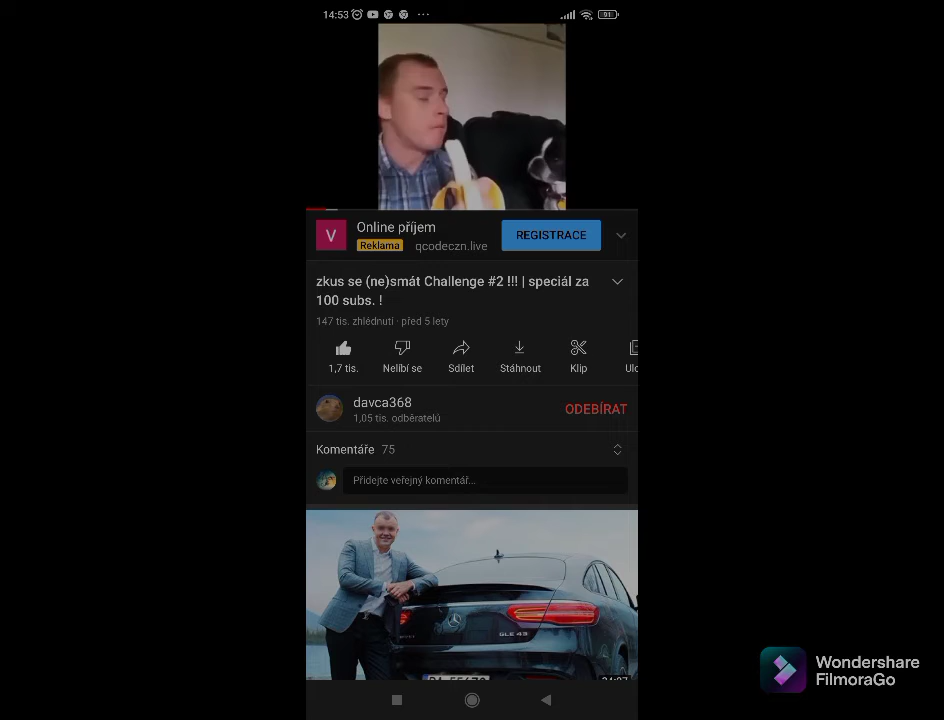 14:53
91
V
Online příjem
Reklama qcodeczn.live
REGISTRACE
zkus se (ne)smát Challenge #2 !!! | speciál za
100 subs. !
147 tis. zhlédnutí · před 5 lety
1,7 tis.
Nelíbí se
Sdílet
Stáhnout
Klip
Ulo
davca368
1,05 tis. odběratelů
ODEBÍRAT
Komentáře 75
Přidejte veřejný komentář...
GLE 43
Wondershare
FilmoraGo